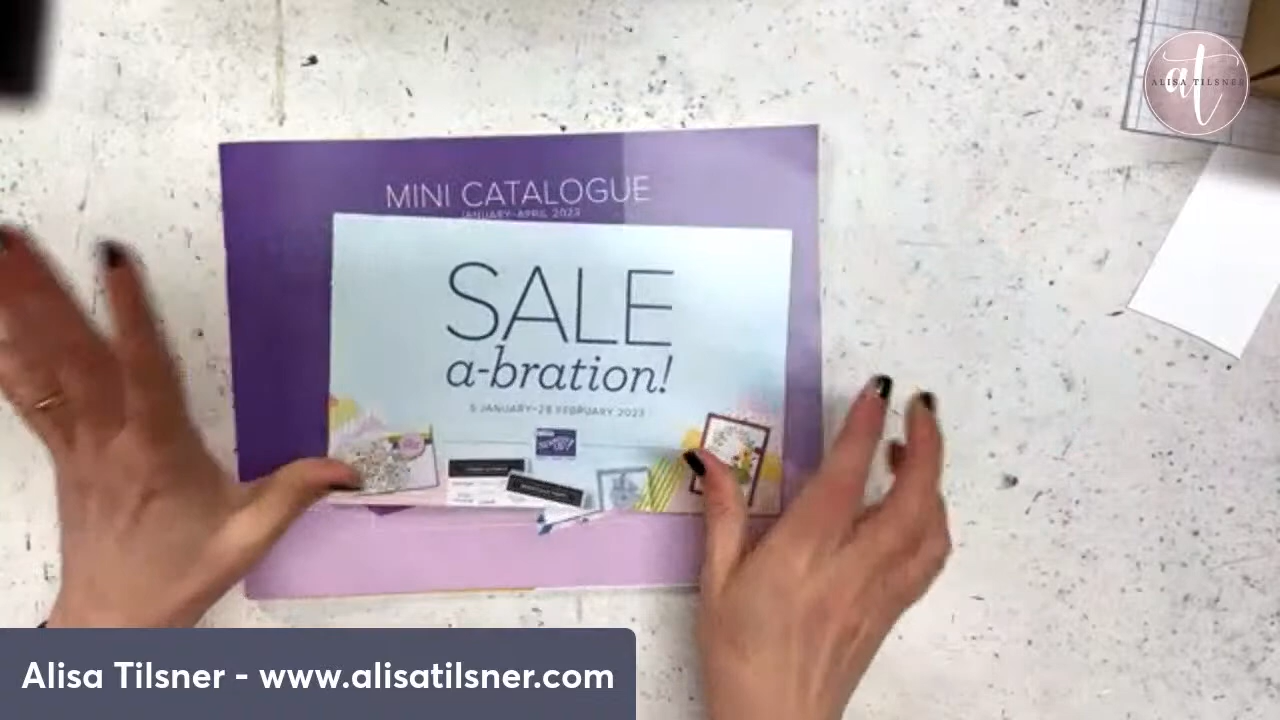 at
ALISA TILSNER
MINI CATALOGUE
JANUARY–APRIL 2023
SALE
a-bration!
5 JANUARY–28 FEBRUARY 2023
Alisa Tilsner - www.alisatilsner.com